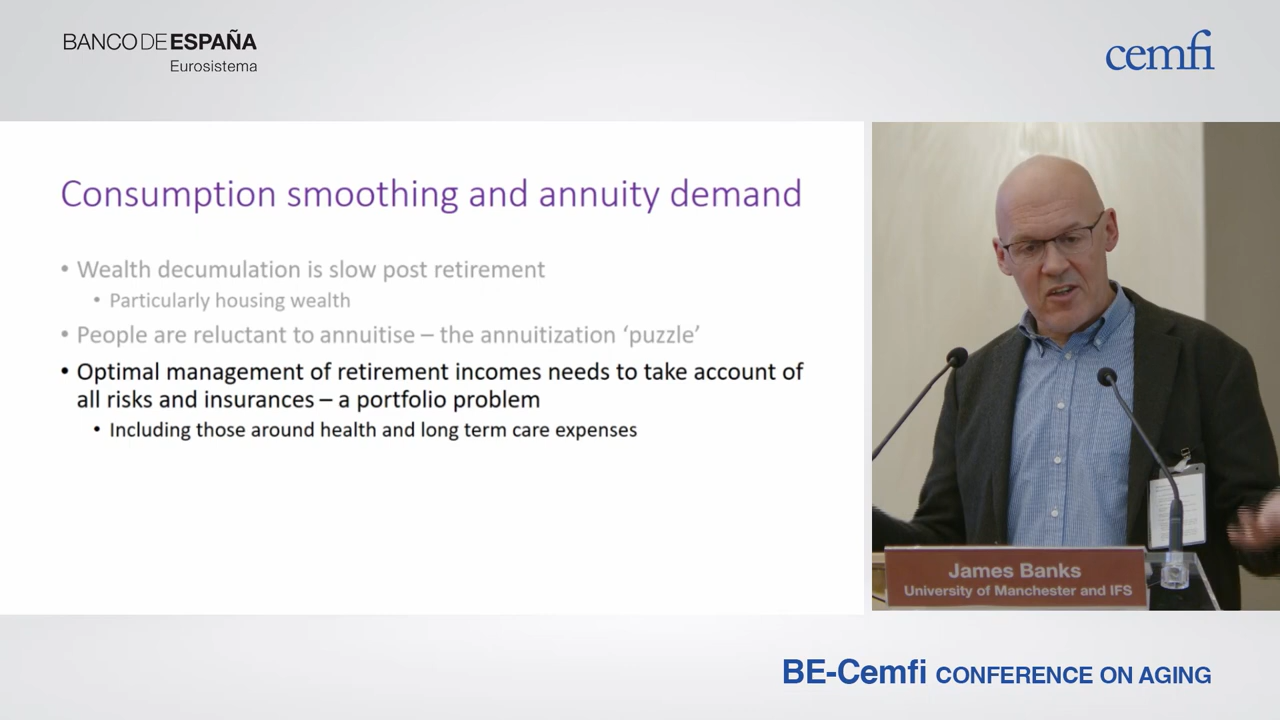 BANCO DE ESPAÑA
Eurosistema
cemfi
Consumption smoothing and annuity demand
• Wealth decumulation is slow post retirement
• Particularly housing wealth
• People are reluctant to annuitise – the annuitization ‘puzzle’
• Optimal management of retirement incomes needs to take account of
all risks and insurances – a portfolio problem
• Including those around health and long term care expenses
James Banks
University of Manchester and IFS
BE-Cemfi CONFERENCE ON AGING